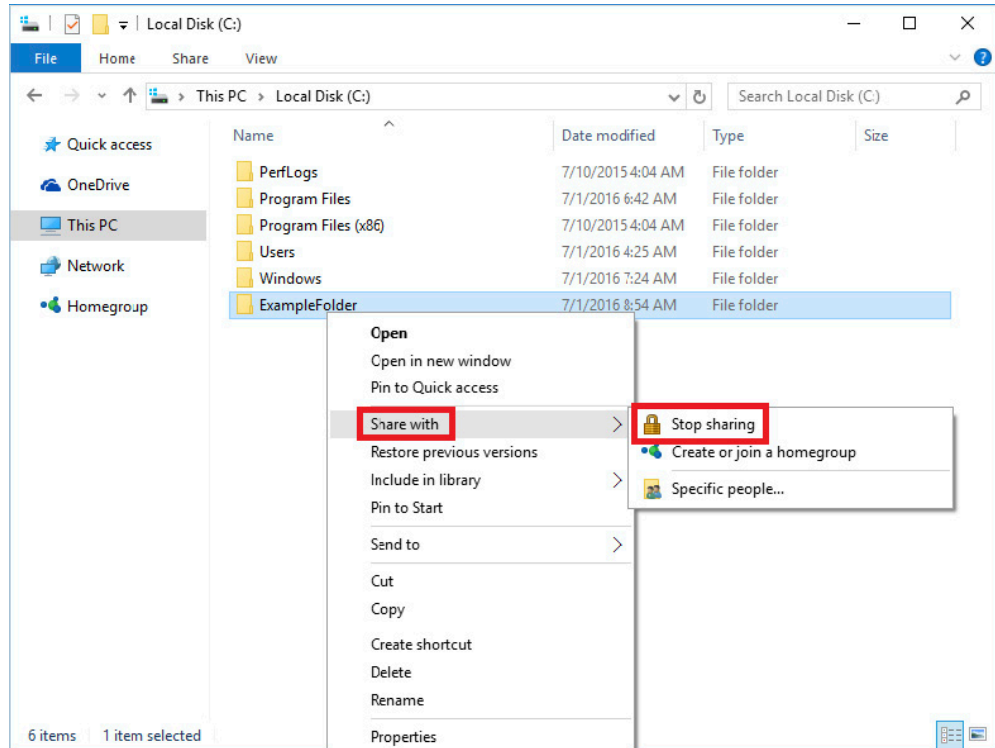 Local Disk (C:)
File Home Share View
This PC > Local Disk (C:) Search Local Disk (C:)
Name Date modified Type Size
Quick access
OneDrive
This PC
Network
Homegroup
PerfLogs 7/10/2015 4:04 AM File folder
Program Files 7/1/2016 6:42 AM File folder
Program Files (x86) 7/10/2015 4:04 AM File folder
Users 7/1/2016 4:25 AM File folder
Windows 7/1/2016 7:24 AM File folder
ExampleFolder 7/1/2016 8:54 AM File folder
Open
Open in new window
Pin to Quick access
Share with
Restore previous versions
Include in library
Pin to Start
Send to
Cut
Copy
Create shortcut
Delete
Rename
Properties
Stop sharing
Create or join a homegroup
Specific people...
6 items 1 item selected